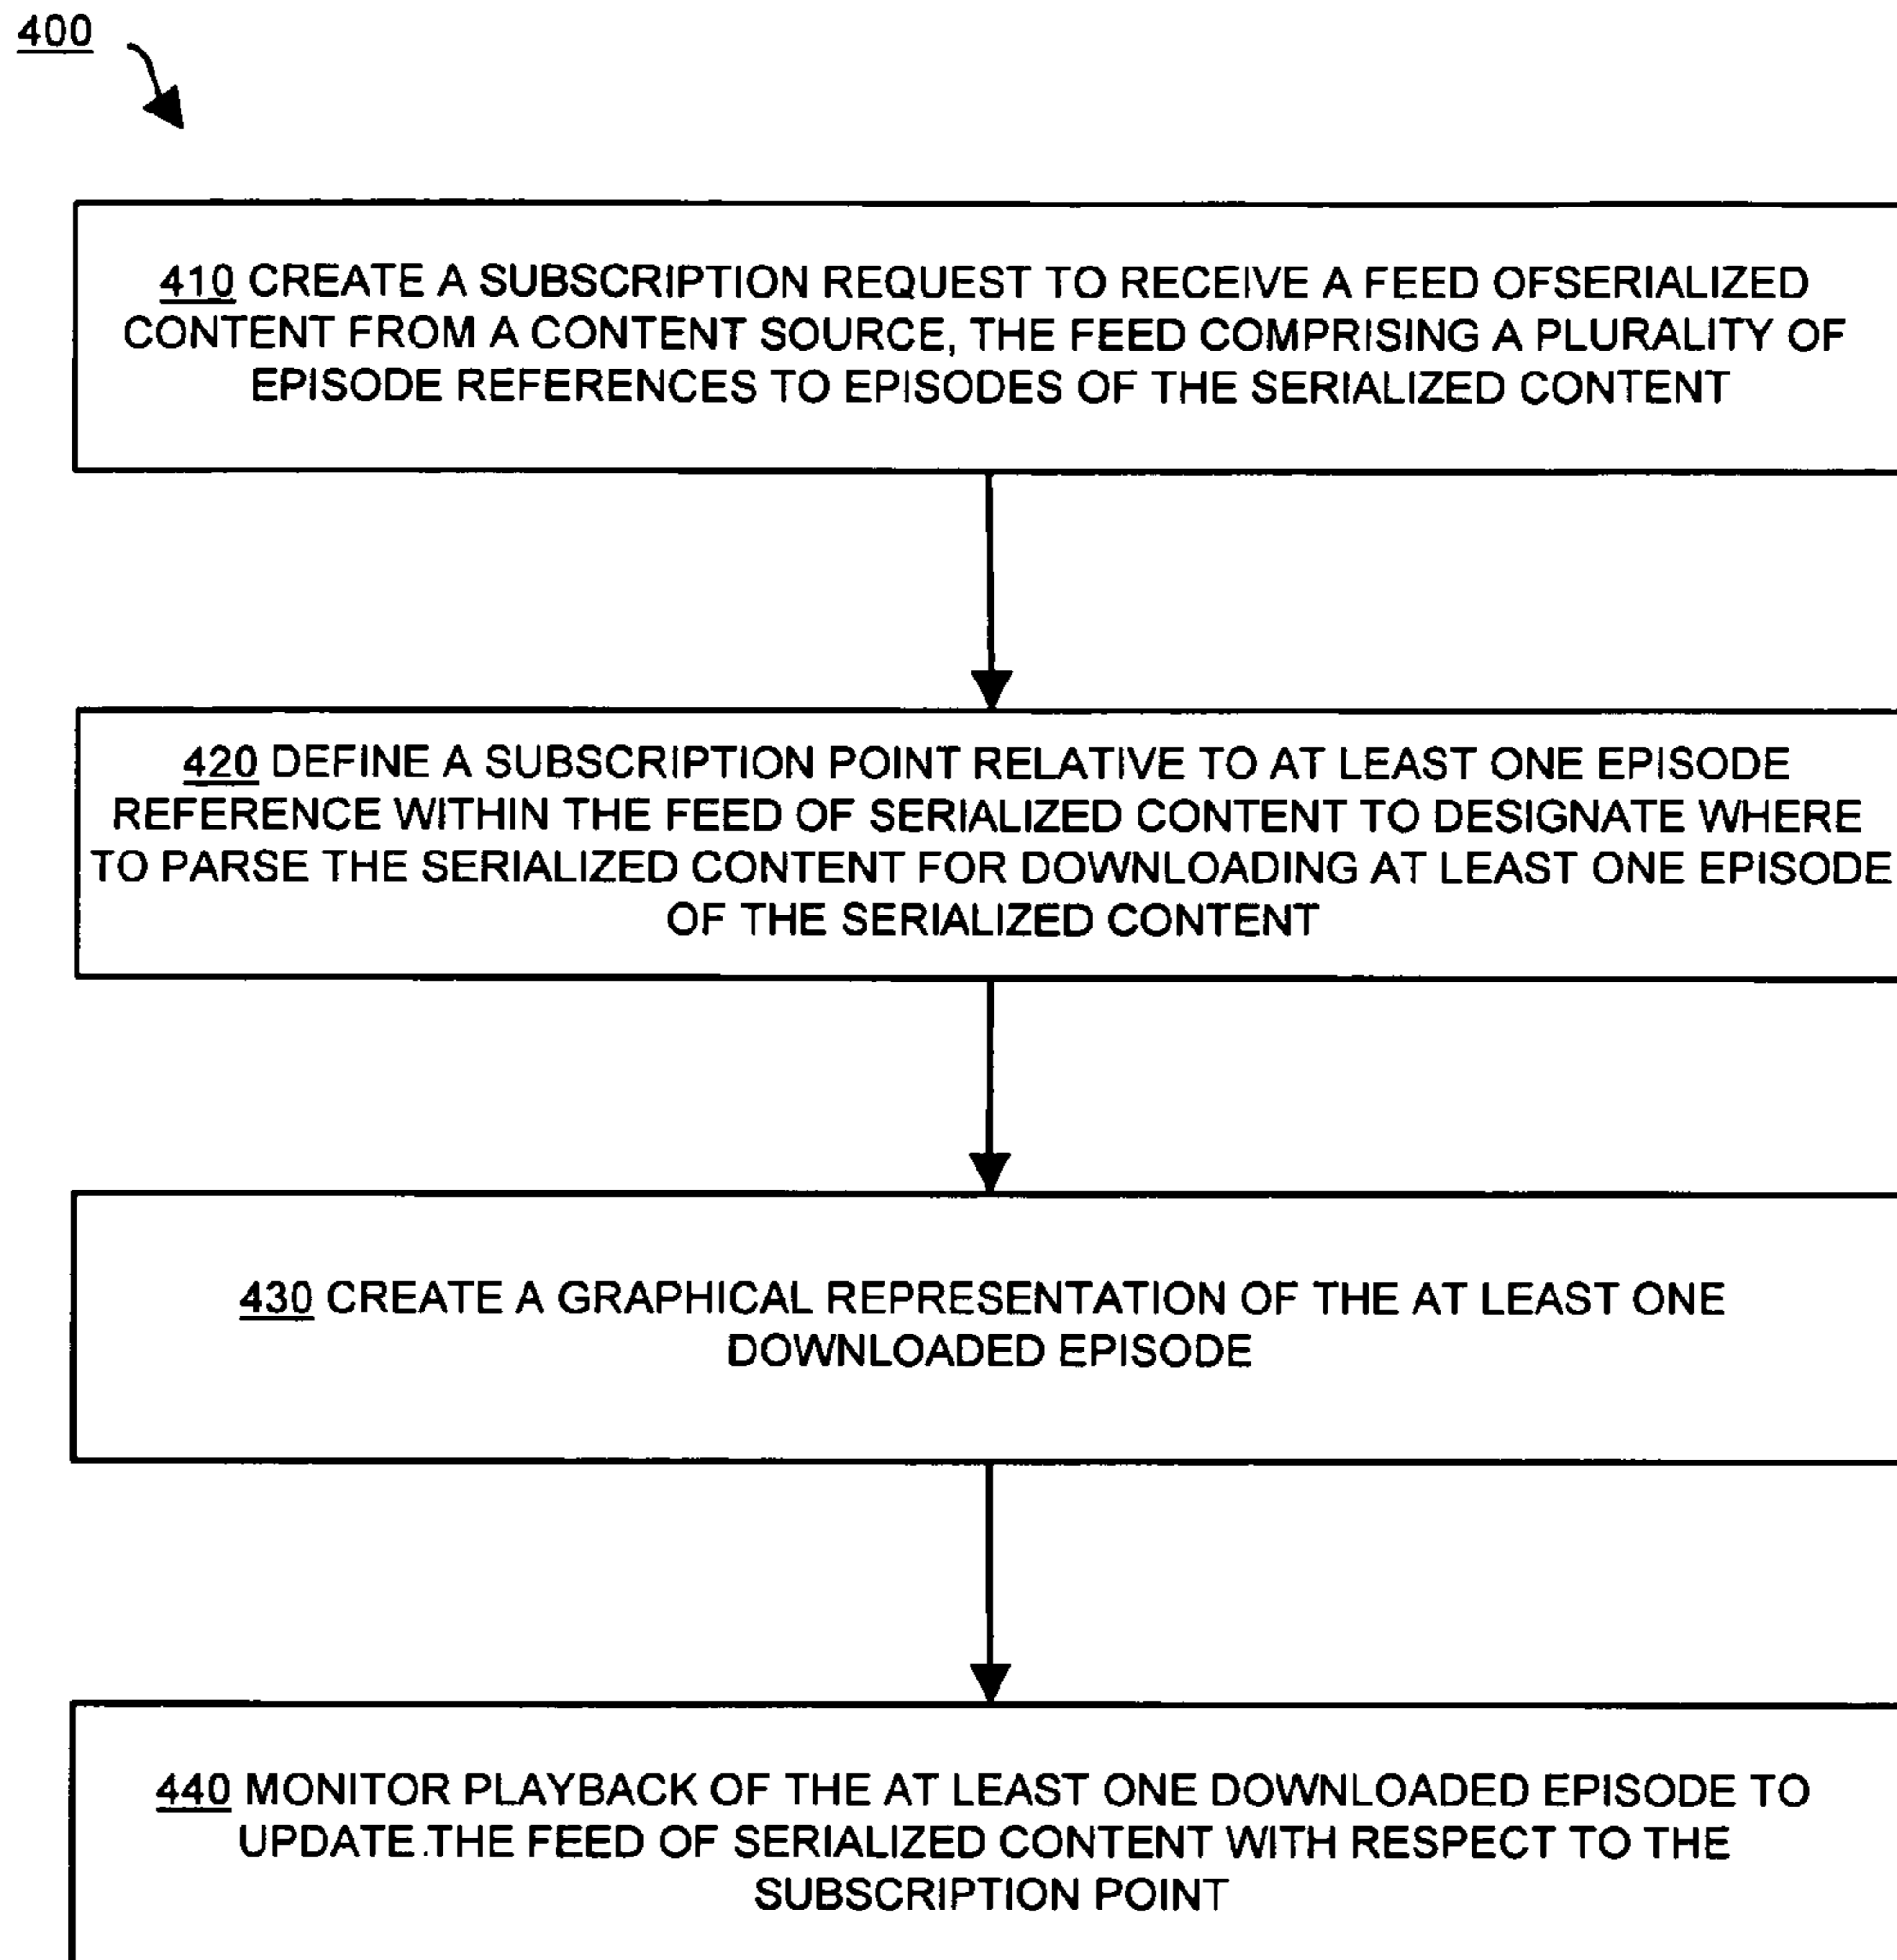 400
410 CREATE A SUBSCRIPTION REQUEST TO RECEIVE A FEED OFSERIALIZED
CONTENT FROM A CONTENT SOURCE, THE FEED COMPRISING A PLURALITY OF
EPISODE REFERENCES TO EPISODES OF THE SERIALIZED CONTENT
420 DEFINE A SUBSCRIPTION POINT RELATIVE TO AT LEAST ONE EPISODE
REFERENCE WITHIN THE FEED OF SERIALIZED CONTENT TO DESIGNATE WHERE
TO PARSE THE SERIALIZED CONTENT FOR DOWNLOADING AT LEAST ONE EPISODE
OF THE SERIALIZED CONTENT
430 CREATE A GRAPHICAL REPRESENTATION OF THE AT LEAST ONE
DOWNLOADED EPISODE
440 MONITOR PLAYBACK OF THE AT LEAST ONE DOWNLOADED EPISODE TO
UPDATE.THE FEED OF SERIALIZED CONTENT WITH RESPECT TO THE
SUBSCRIPTION POINT